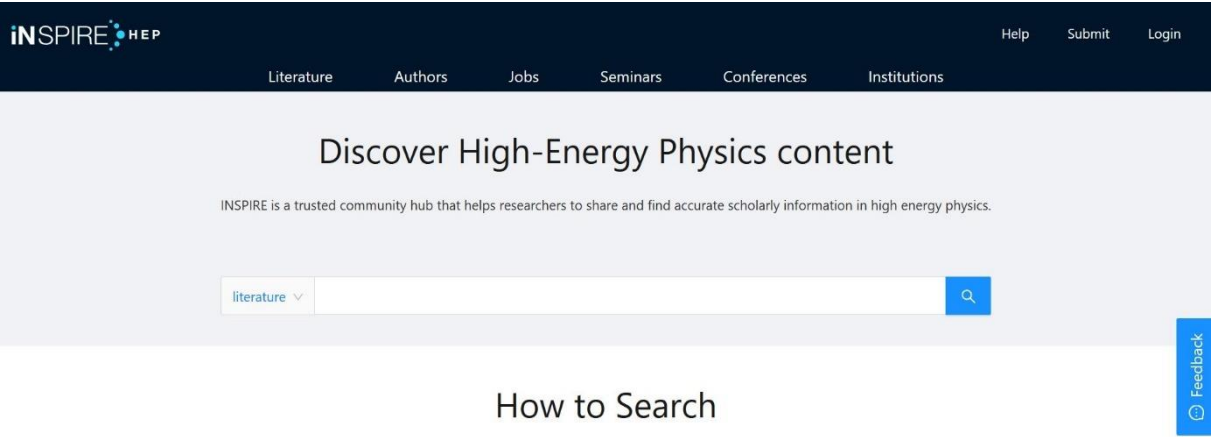 iNSPIRE HEP
Help Submit Login
Literature Authors Jobs Seminars Conferences Institutions
Discover High-Energy Physics content
INSPIRE is a trusted community hub that helps researchers to share and find accurate scholarly information in high energy physics.
literature
Feedback
How to Search